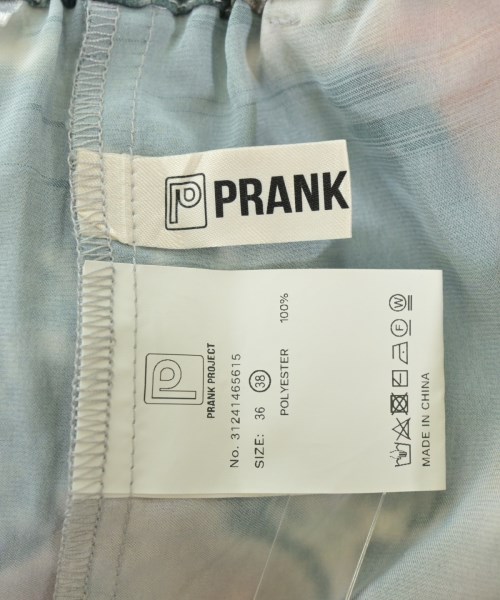 PRANK
PRANK PROJECT
No. 31241465615
SIZE: 36 38
POLYESTER 100%
F W
MADE IN CHINA